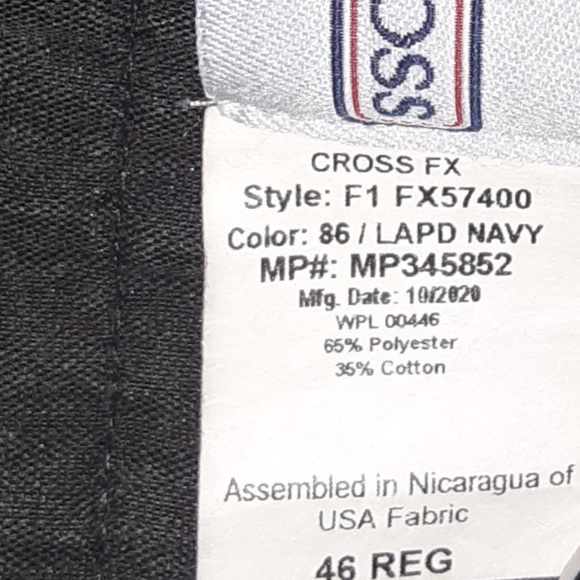 CROSS FX
Style: F1 FX57400
Color: 86 / LAPD NAVY
MP#: MP345852
Mfg. Date: 10/2020
WPL 00446
65% Polyester
35% Cotton
Assembled in Nicaragua of
USA Fabric
46 REG